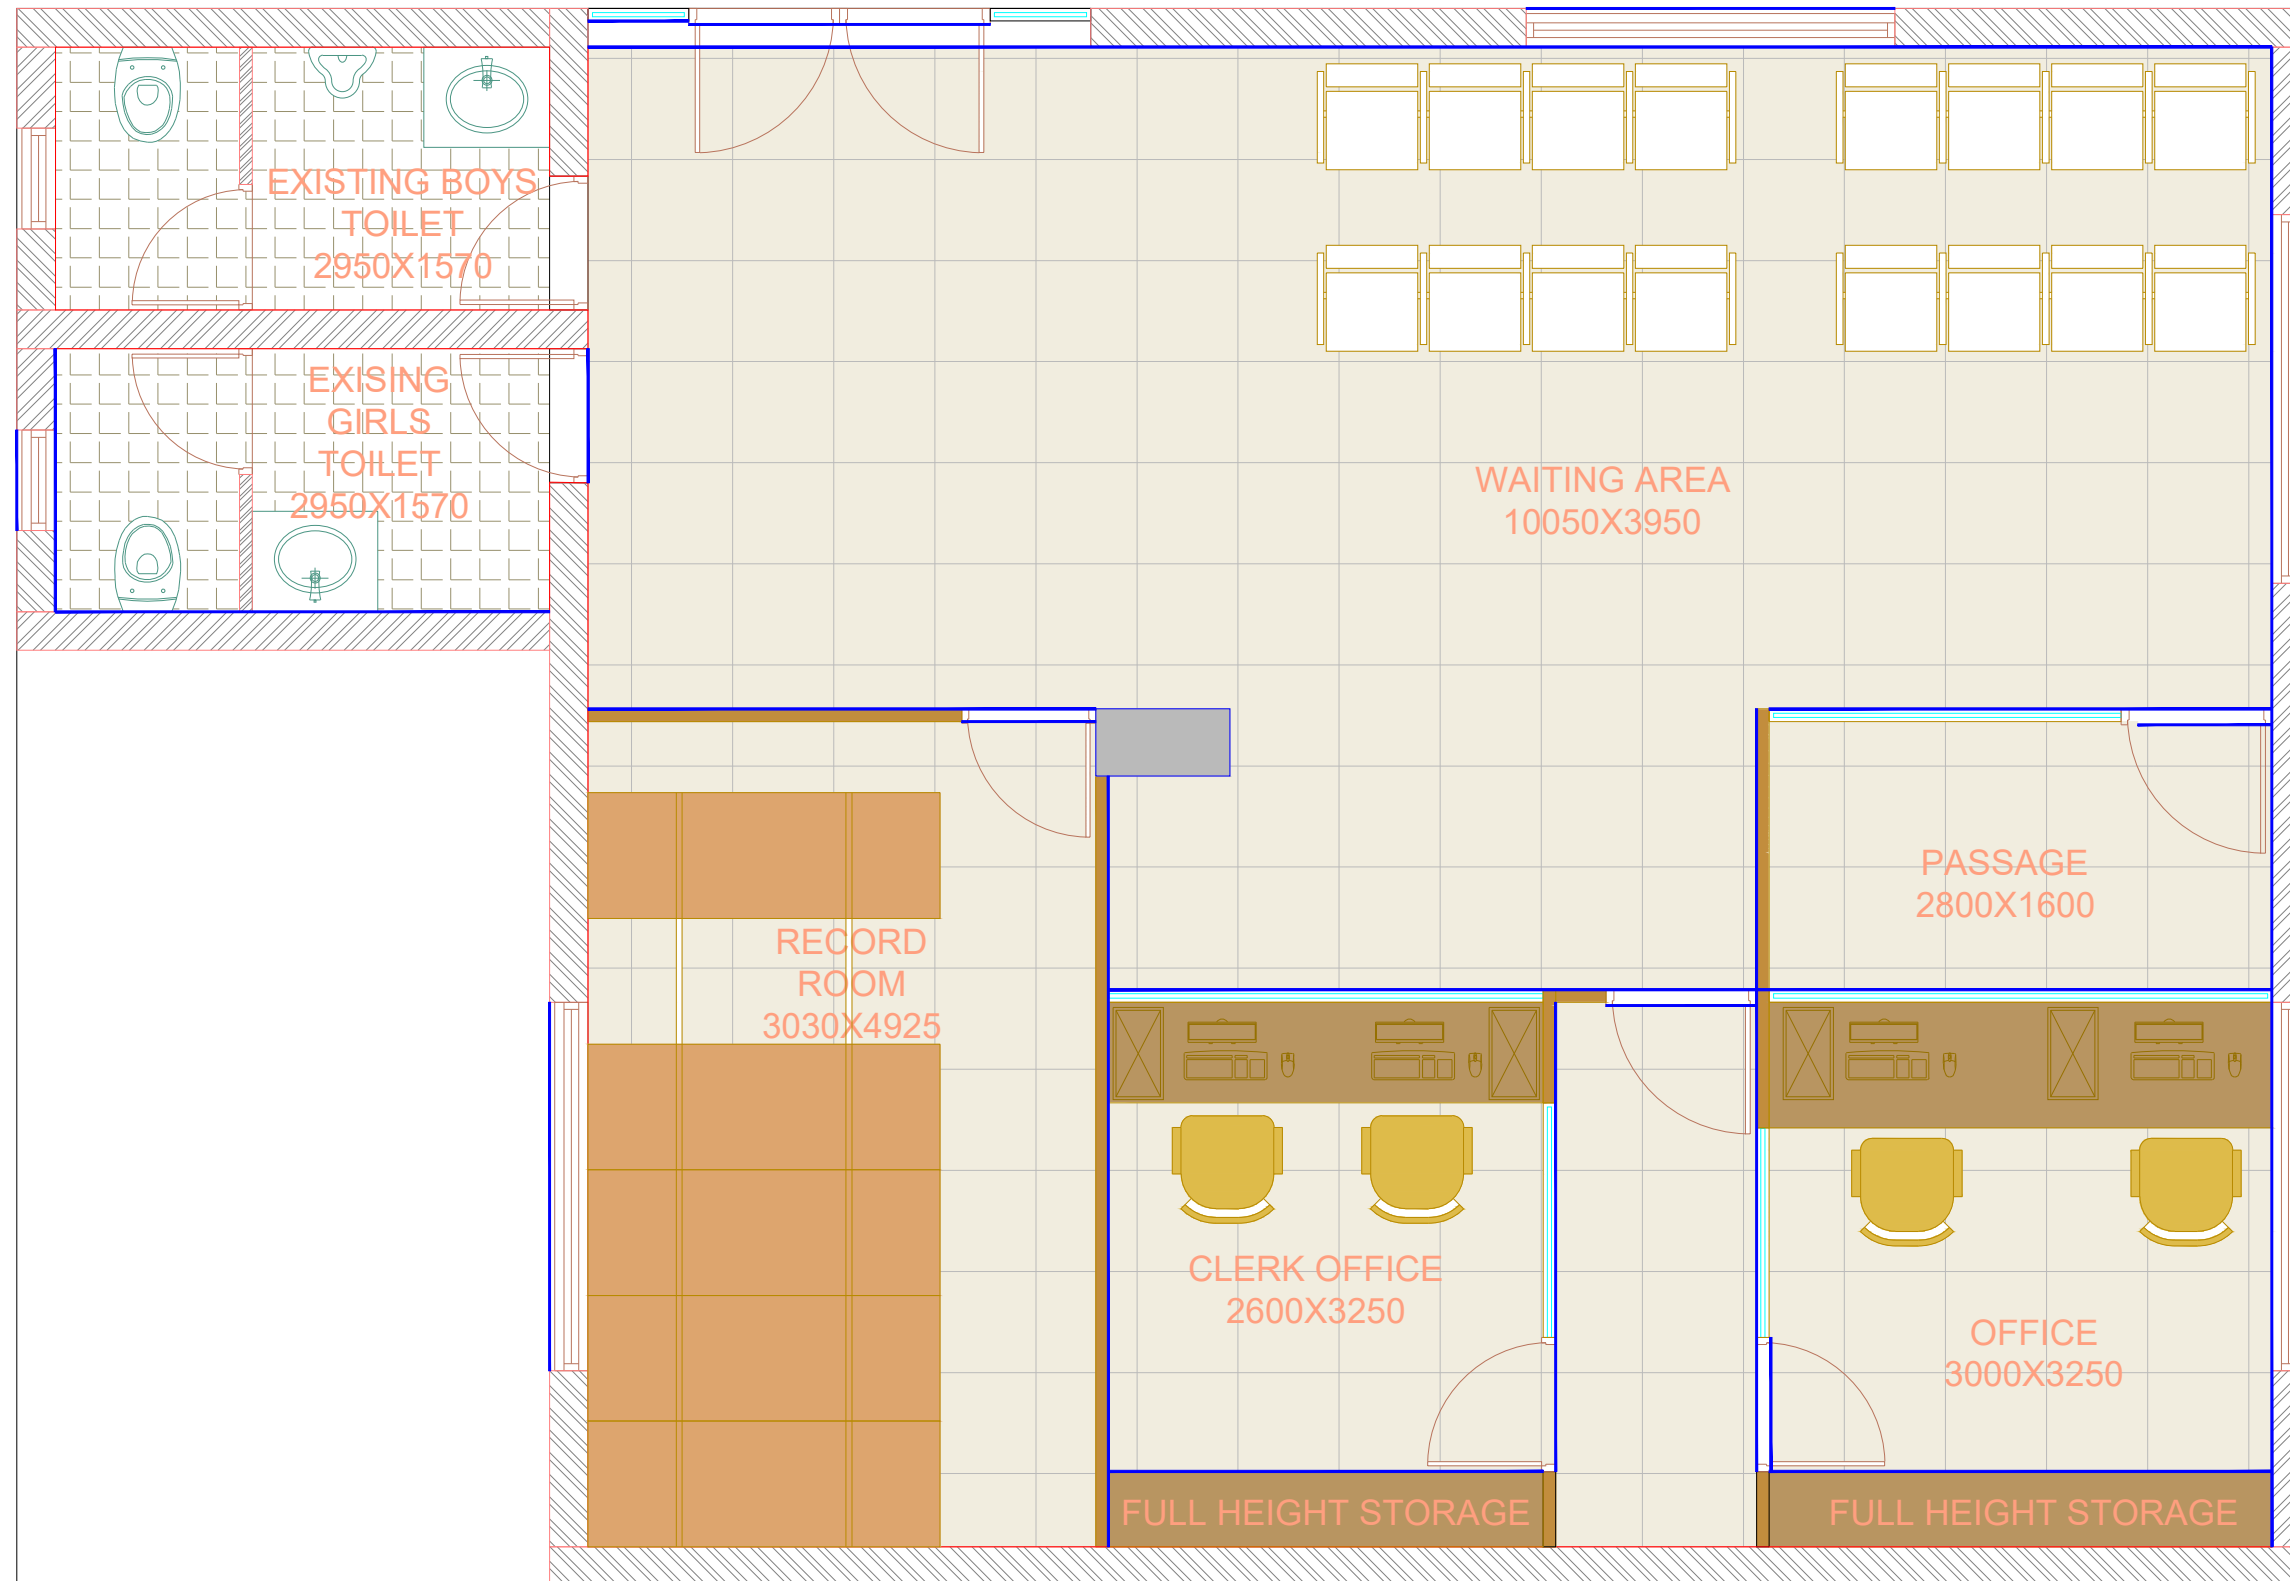 EXISTING BOYS
TOILET
2950X1570
EXISING
GIRLS
TOILET
2950X1570
WAITING AREA
10050X3950
PASSAGE
2800X1600
RECORD
ROOM
3030X4925
CLERK OFFICE
2600X3250
OFFICE
3000X3250
FULL HEIGHT STORAGE
FULL HEIGHT STORAGE